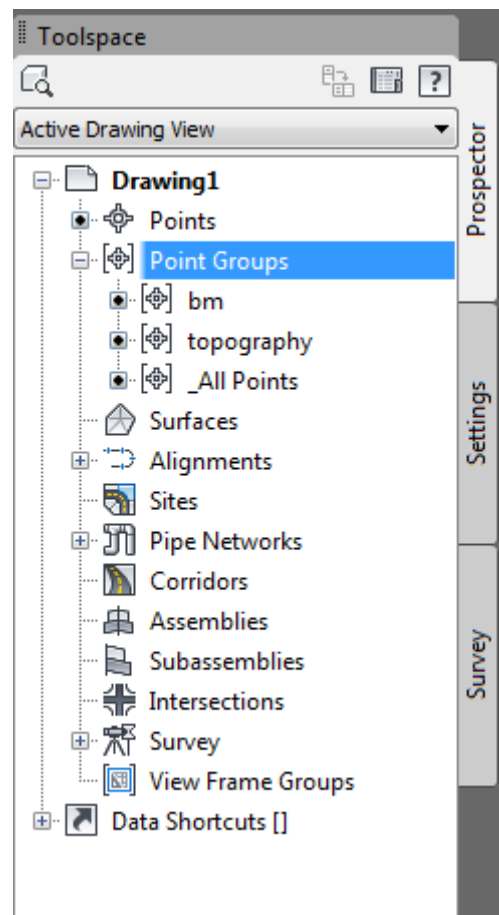 Toolspace
?
Active Drawing View
Drawing1
Points
Point Groups
bm
topography
_All Points
Surfaces
Alignments
Sites
Pipe Networks
Corridors
Assemblies
Subassemblies
Intersections
Survey
View Frame Groups
Data Shortcuts []
Prospector
Settings
Survey